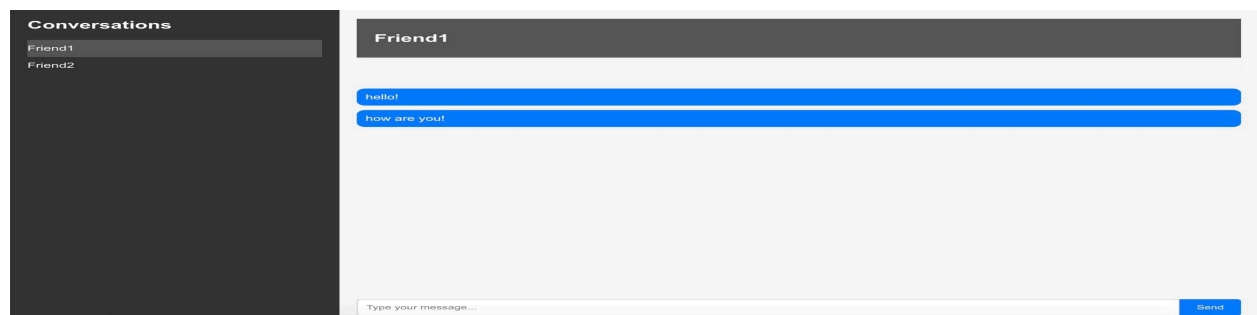 Conversations
Friend1
Friend2
Friend1
hello!
how are you!
Type your message...
Send